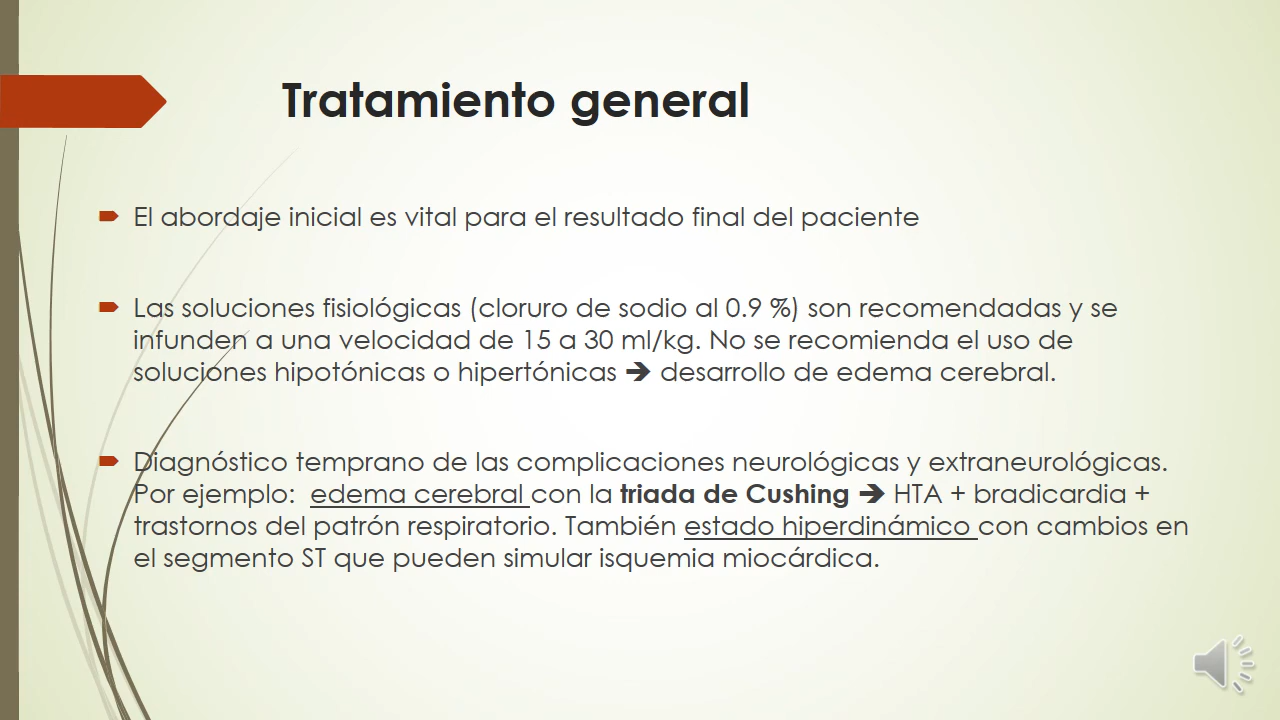 Tratamiento general
El abordaje inicial es vital para el resultado final del paciente
Las soluciones fisiológicas (cloruro de sodio al 0.9 %) son recomendadas y se
infunden a una velocidad de 15 a 30 ml/kg. No se recomienda el uso de
soluciones hipotónicas o hipertónicas ➔ desarrollo de edema cerebral.
Diagnóstico temprano de las complicaciones neurológicas y extraneurológicas.
Por ejemplo: edema cerebral con la triada de Cushing ➔ HTA + bradicardia +
trastornos del patrón respiratorio. También estado hiperdinámico con cambios en
el segmento ST que pueden simular isquemia miocárdica.